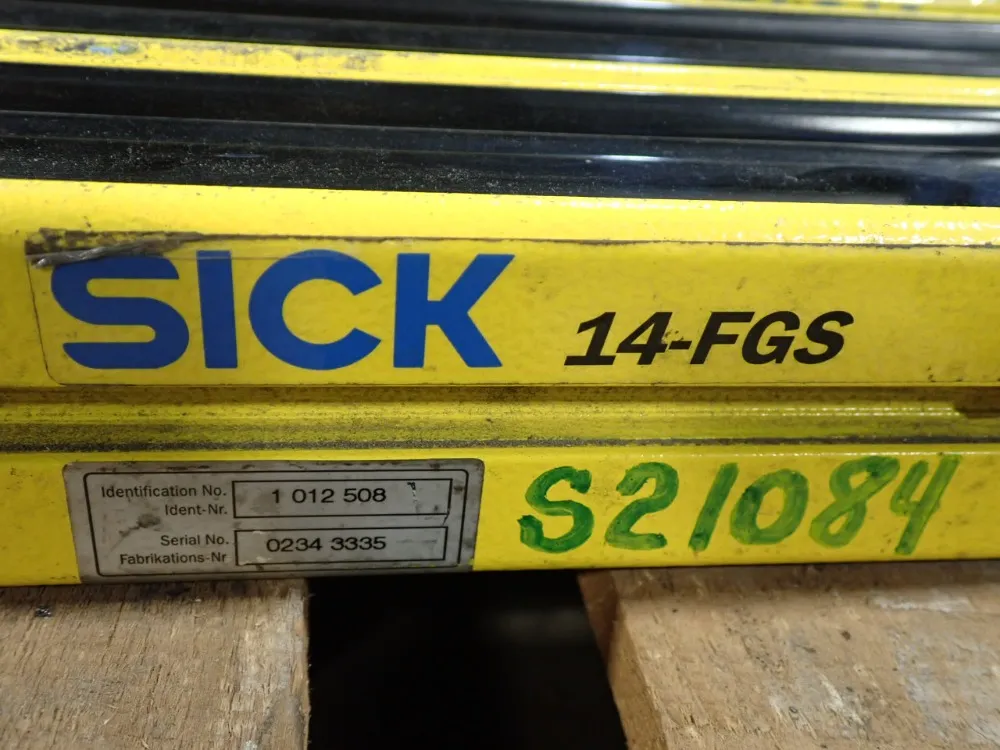 SICK 14-FGS
Identification No. 1 012 508
Ident-Nr.
Serial No. 0234 3335
Fabrikations-Nr
S21084